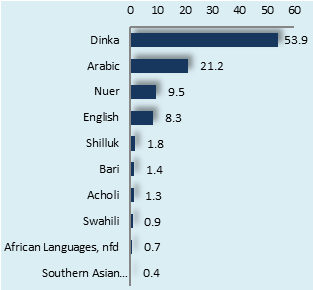 0 10 20 30 40 50 60
Dinka 53.9
Arabic 21.2
Nuer 9.5
English 8.3
Shilluk 1.8
Bari 1.4
Acholi 1.3
Swahili 0.9
African Languages, nfd 0.7
Southern Asian... 0.4